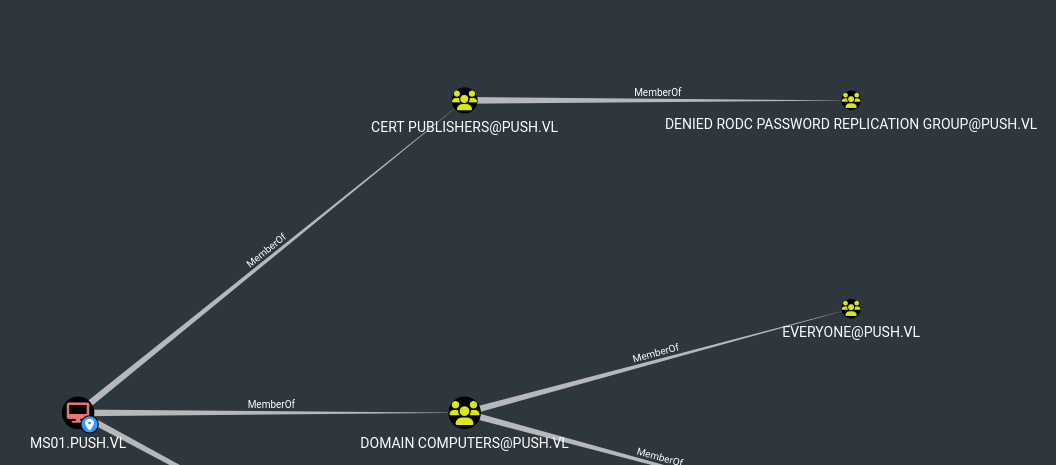 MemberOf
CERT PUBLISHERS@PUSH.VL
DENIED RODC PASSWORD REPLICATION GROUP@PUSH.VL
MemberOf
EVERYONE@PUSH.VL
MemberOf
MemberOf
MS01.PUSH.VL
DOMAIN COMPUTERS@PUSH.VL
MemberOf